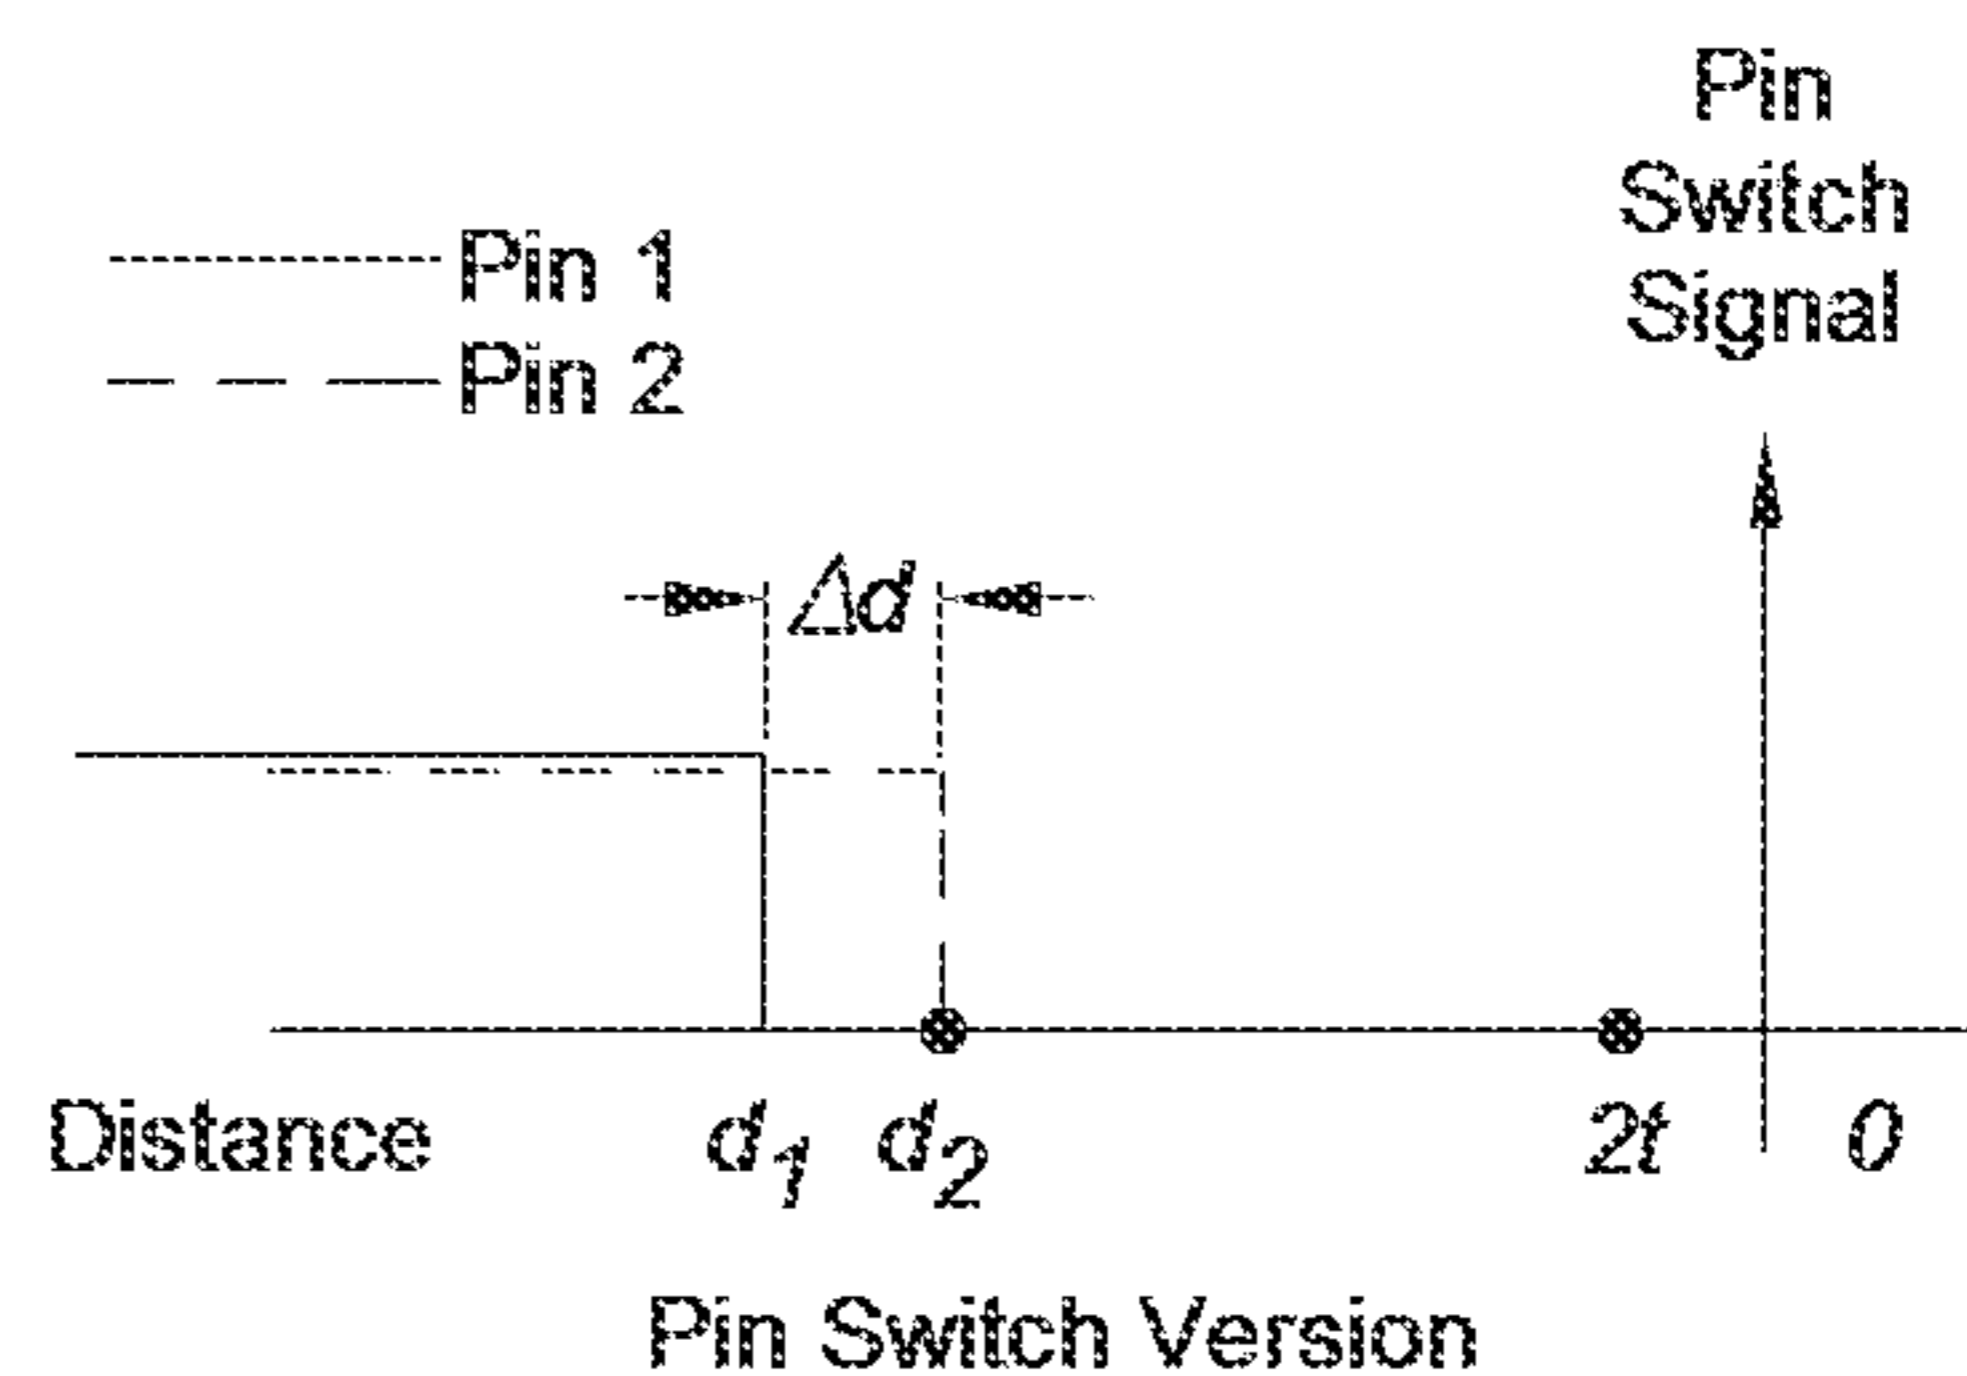 Pin
Switch
Signal
Pin 1
Pin 2
Δd
Distance d1 d2 2t 0
Pin Switch Version